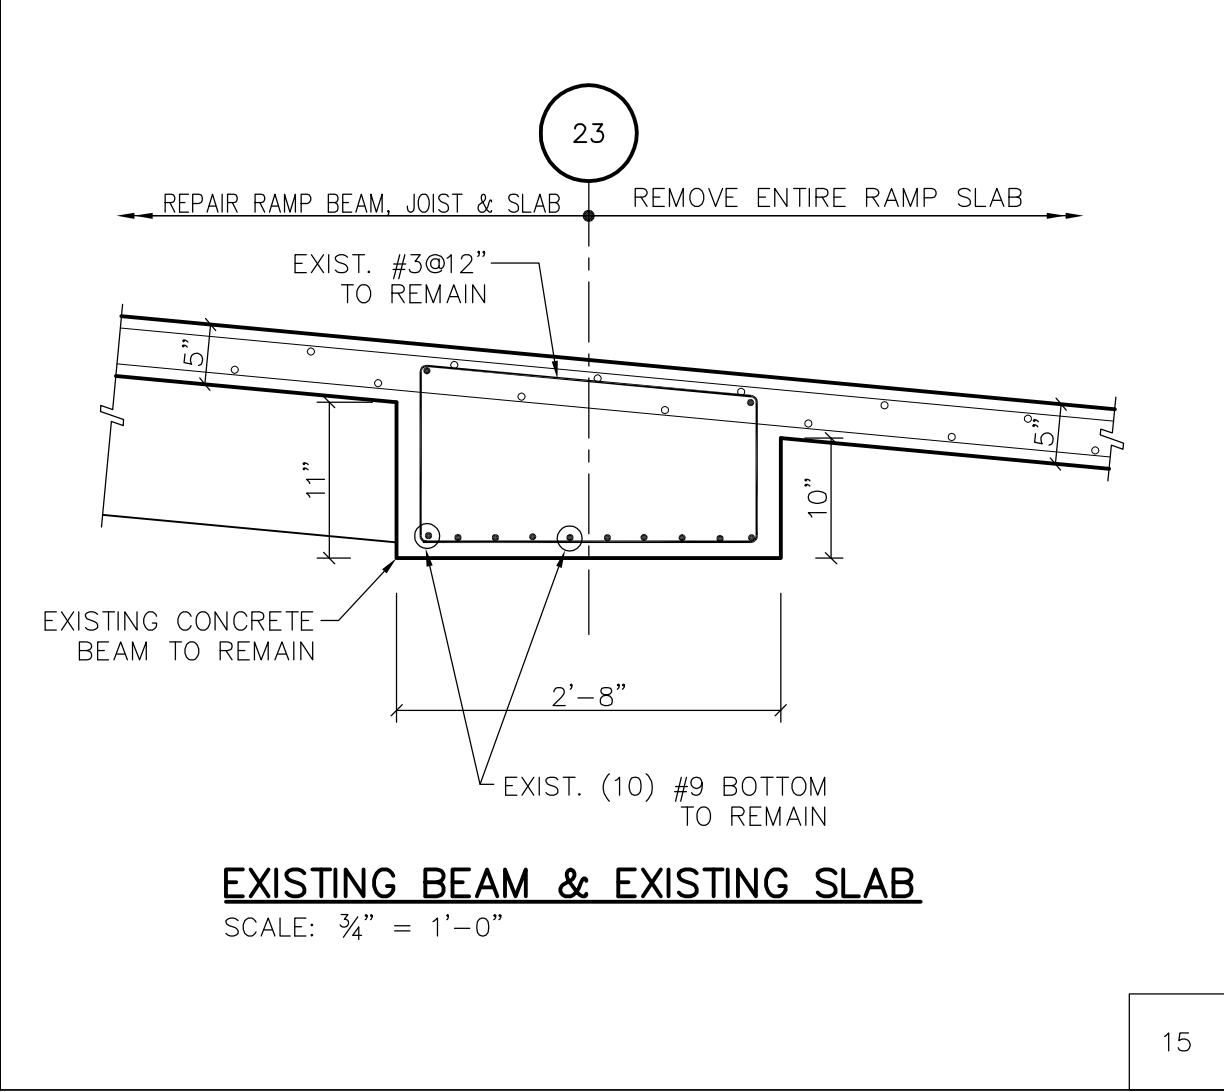 23
REPAIR RAMP BEAM, JOIST & SLAB
REMOVE ENTIRE RAMP SLAB
EXIST. #3@12"
TO REMAIN
5"
5"
11"
10"
EXISTING CONCRETE
BEAM TO REMAIN
2'-8"
EXIST. (10) #9 BOTTOM
TO REMAIN
EXISTING BEAM & EXISTING SLAB
SCALE: ¾" = 1'-0"
15